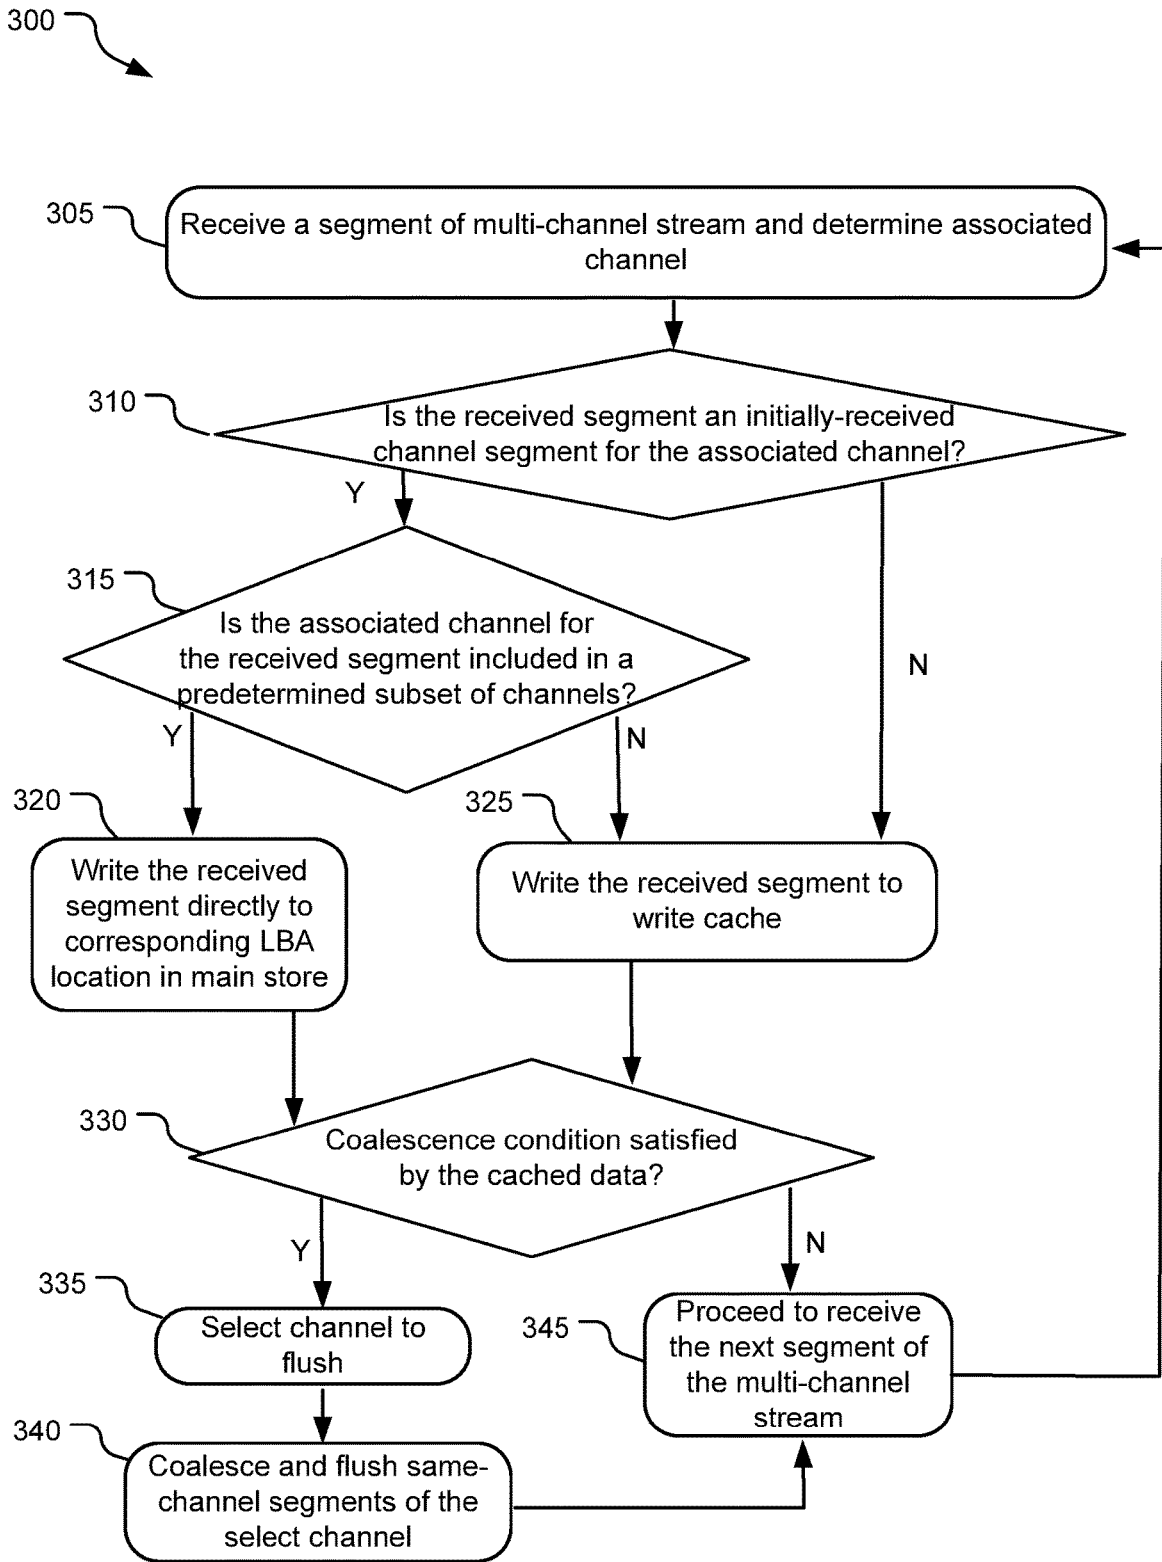 300
305
Receive a segment of multi-channel stream and determine associated
channel
310
Is the received segment an initially-received
channel segment for the associated channel?
Y
N
315
Is the associated channel for
the received segment included in a
predetermined subset of channels?
Y
N
320
Write the received
segment directly to
corresponding LBA
location in main store
325
Write the received segment to
write cache
330
Coalescence condition satisfied
by the cached data?
Y
N
335
Select channel to
flush
345
Proceed to receive
the next segment of
the multi-channel
stream
340
Coalesce and flush same-
channel segments of the
select channel